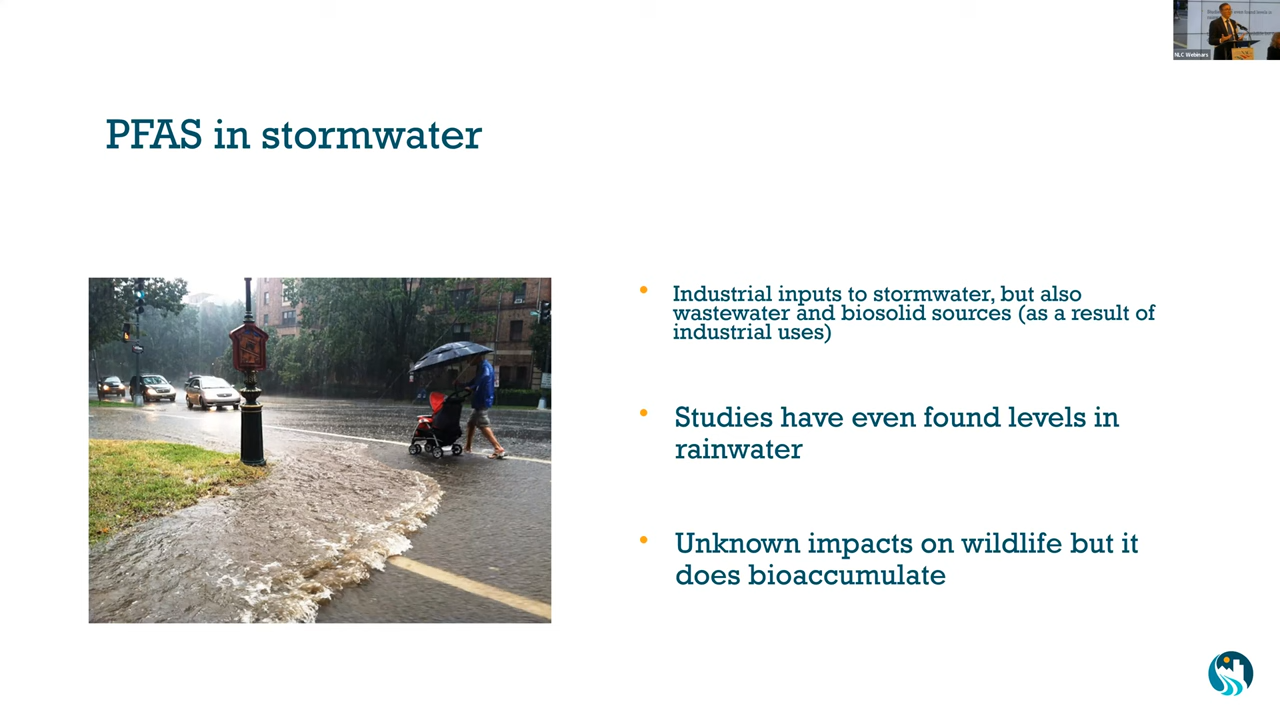 NLC Webinars
PFAS in stormwater
Industrial inputs to stormwater, but also
wastewater and biosolid sources (as a result of
industrial uses)
Studies have even found levels in
rainwater
Unknown impacts on wildlife but it
does bioaccumulate